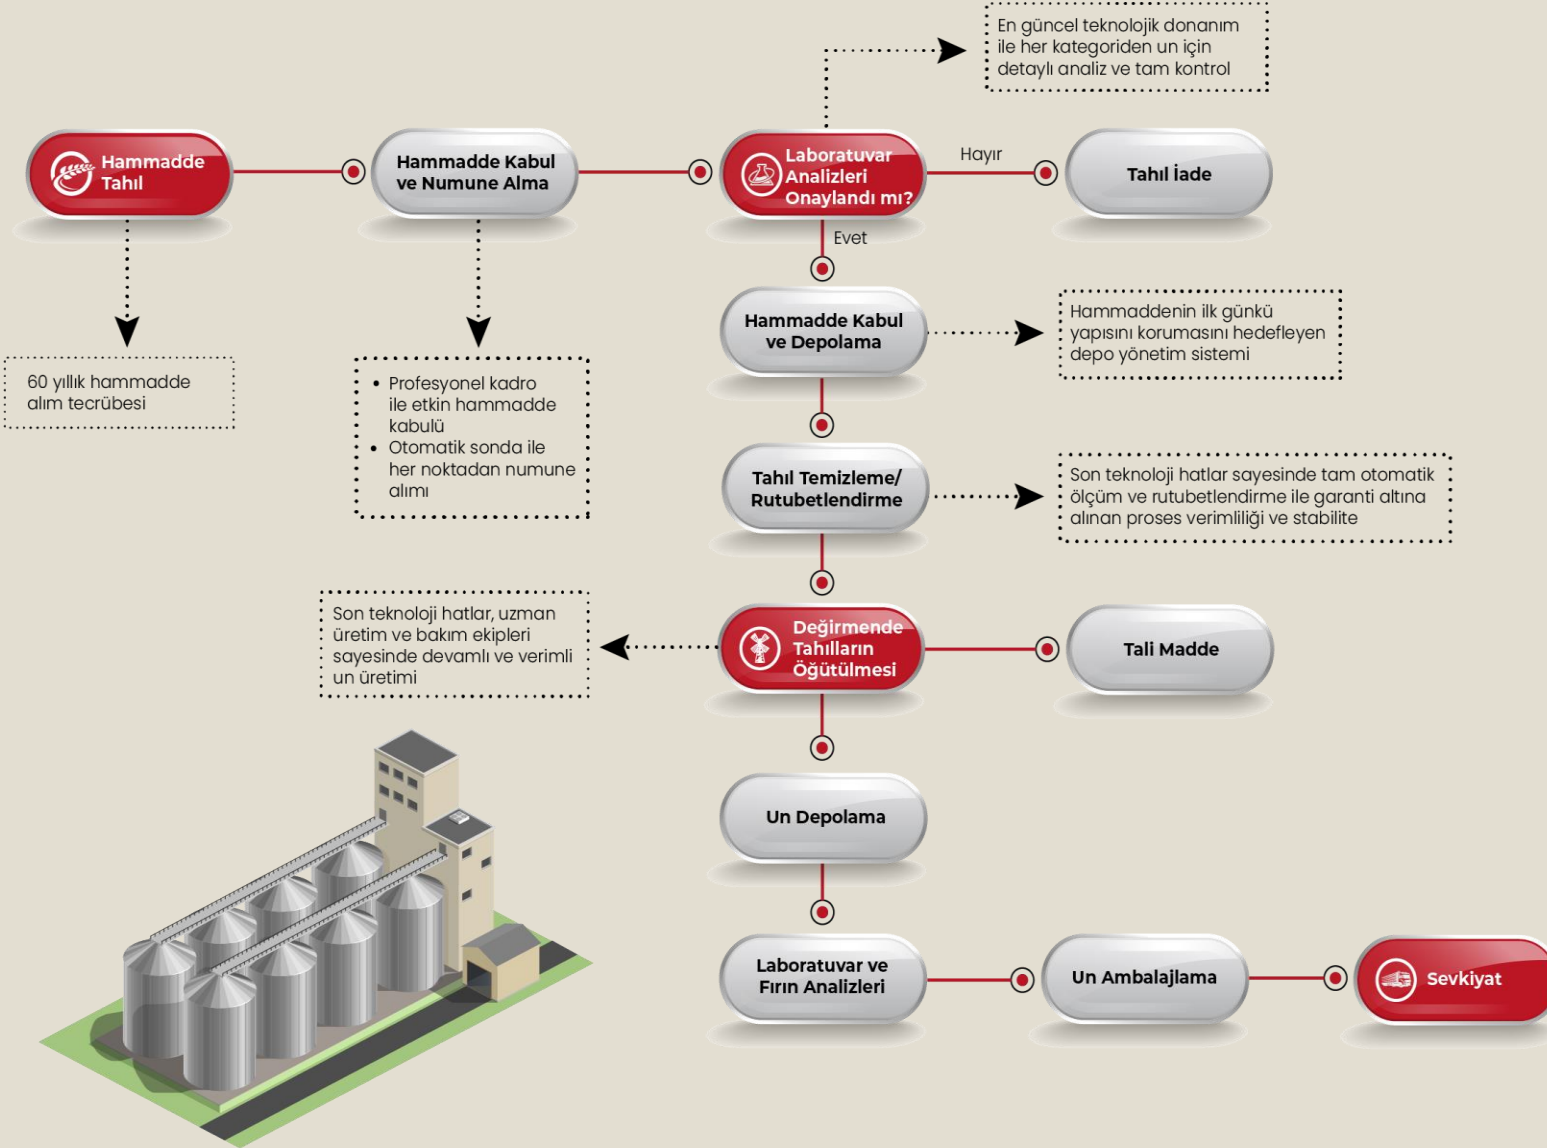 En güncel teknolojik donanım
ile her kategoriden un için
detaylı analiz ve tam kontrol
Hammadde
Tahıl
Hammadde Kabul
ve Numune Alma
Laboratuvar
Analizleri
Onaylandı mı?
Hayır
Tahıl İade
Evet
60 yıllık hammadde
alım tecrübesi
• Profesyonel kadro
ile etkin hammadde
kabulü
• Otomatik sonda ile
her noktadan numune
alımı
Hammadde Kabul
ve Depolama
Hammaddenin ilk günkü
yapısını korumasını hedefleyen
depo yönetim sistemi
Tahıl Temizleme/
Rutubetlendirme
Son teknoloji hatlar sayesinde tam otomatik
ölçüm ve rutubetlendirme ile garanti altına
alınan proses verimliliği ve stabilite
Son teknoloji hatlar, uzman
üretim ve bakım ekipleri
sayesinde devamlı ve verimli
un üretimi
Değirmende
Tahılların
Öğütülmesi
Tali Madde
Un Depolama
Laboratuvar ve
Fırın Analizleri
Un Ambalajlama
Sevkiyat